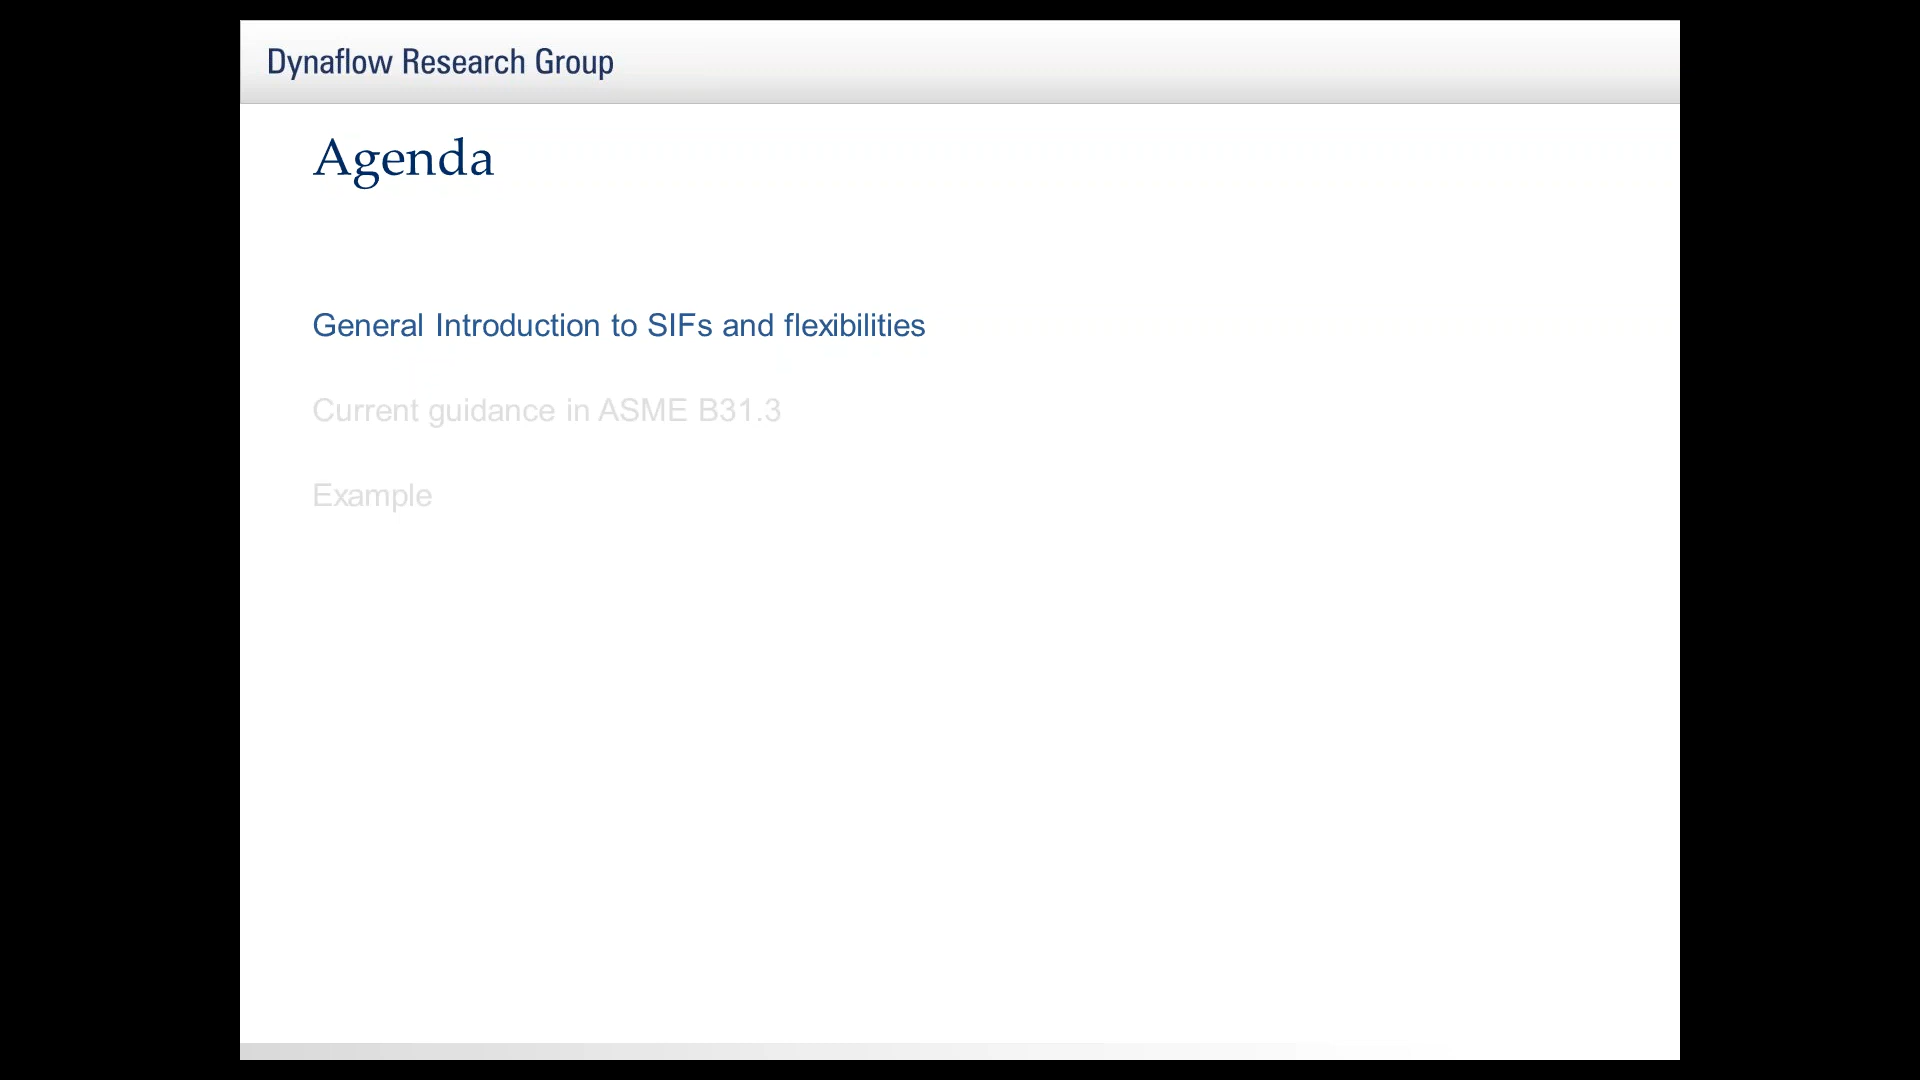 Dynaflow Research Group
Agenda
General Introduction to SIFs and flexibilities
Current guidance in ASME B31.3
Example